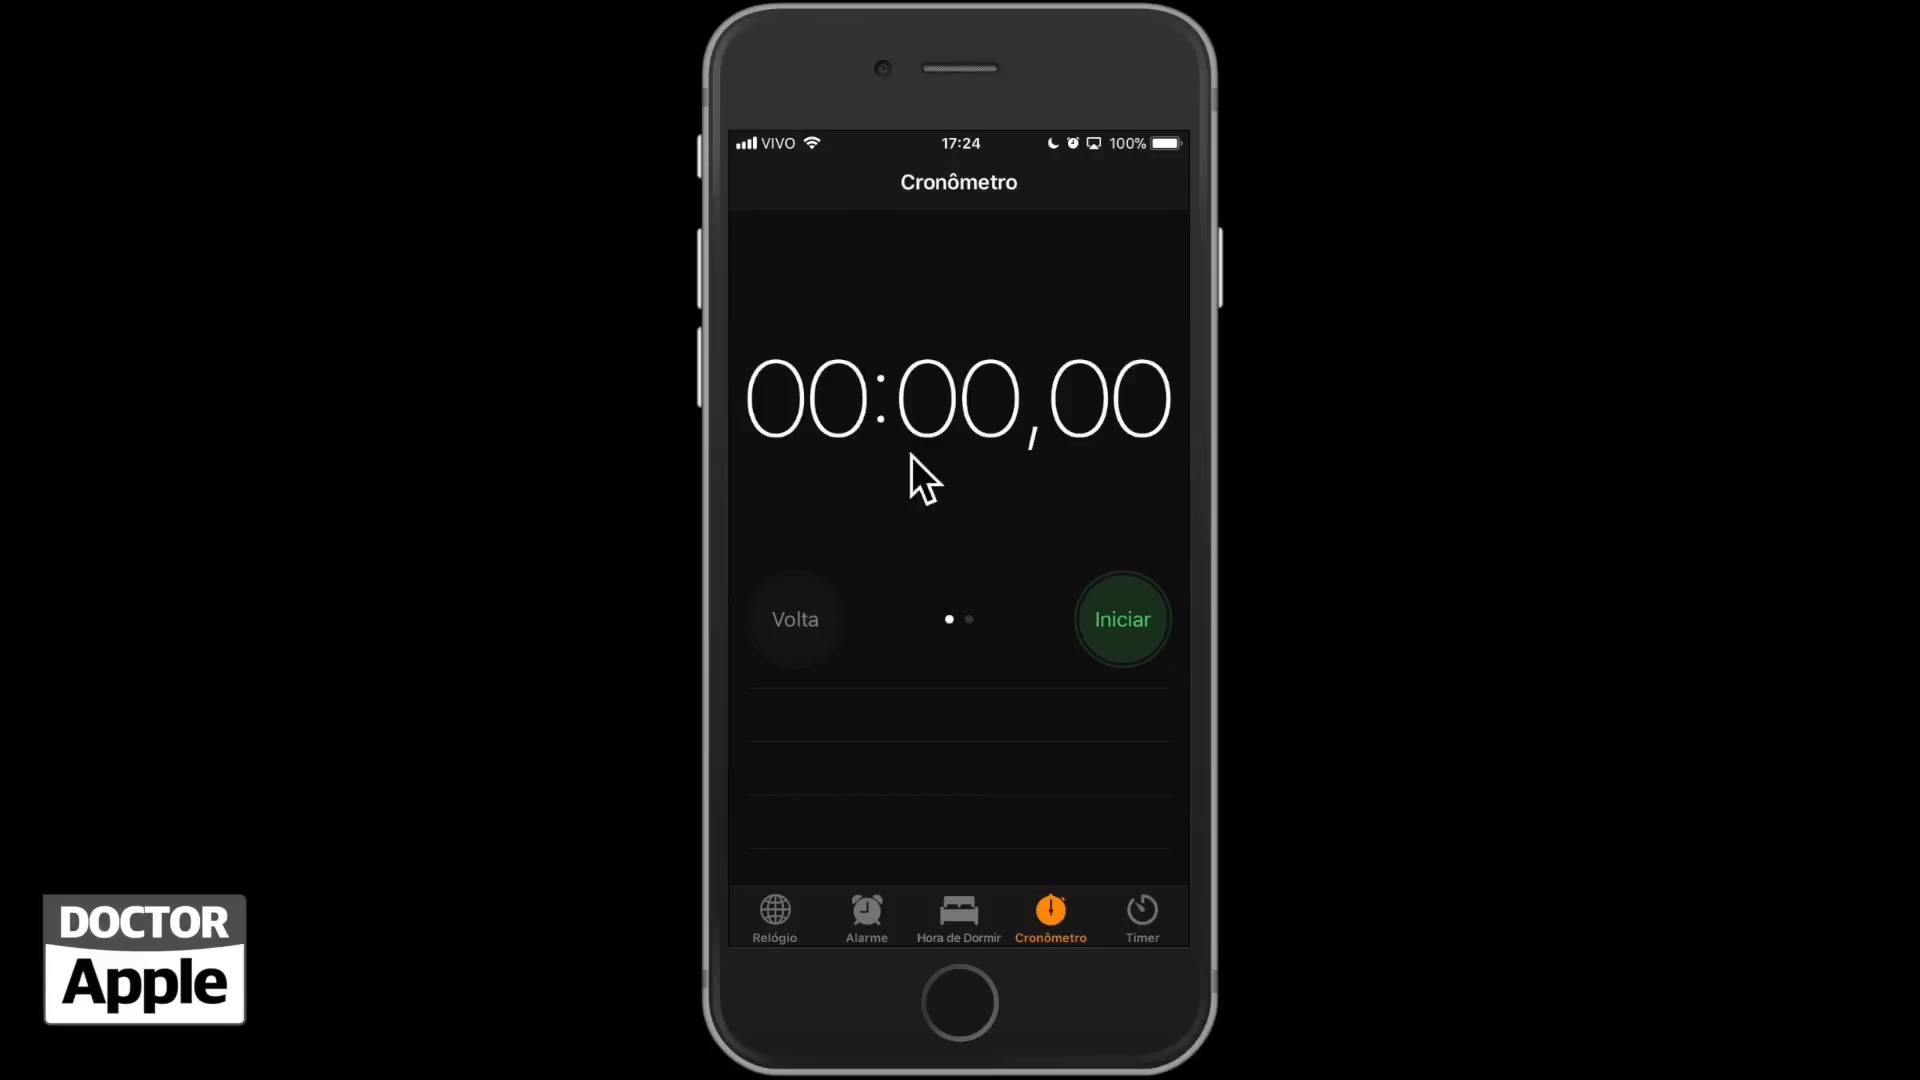 VIVO 17:24 100%
Cronômetro
00:00,00
Volta Iniciar
Relógio Alarme Hora de Dormir Cronômetro Timer
DOCTOR
Apple